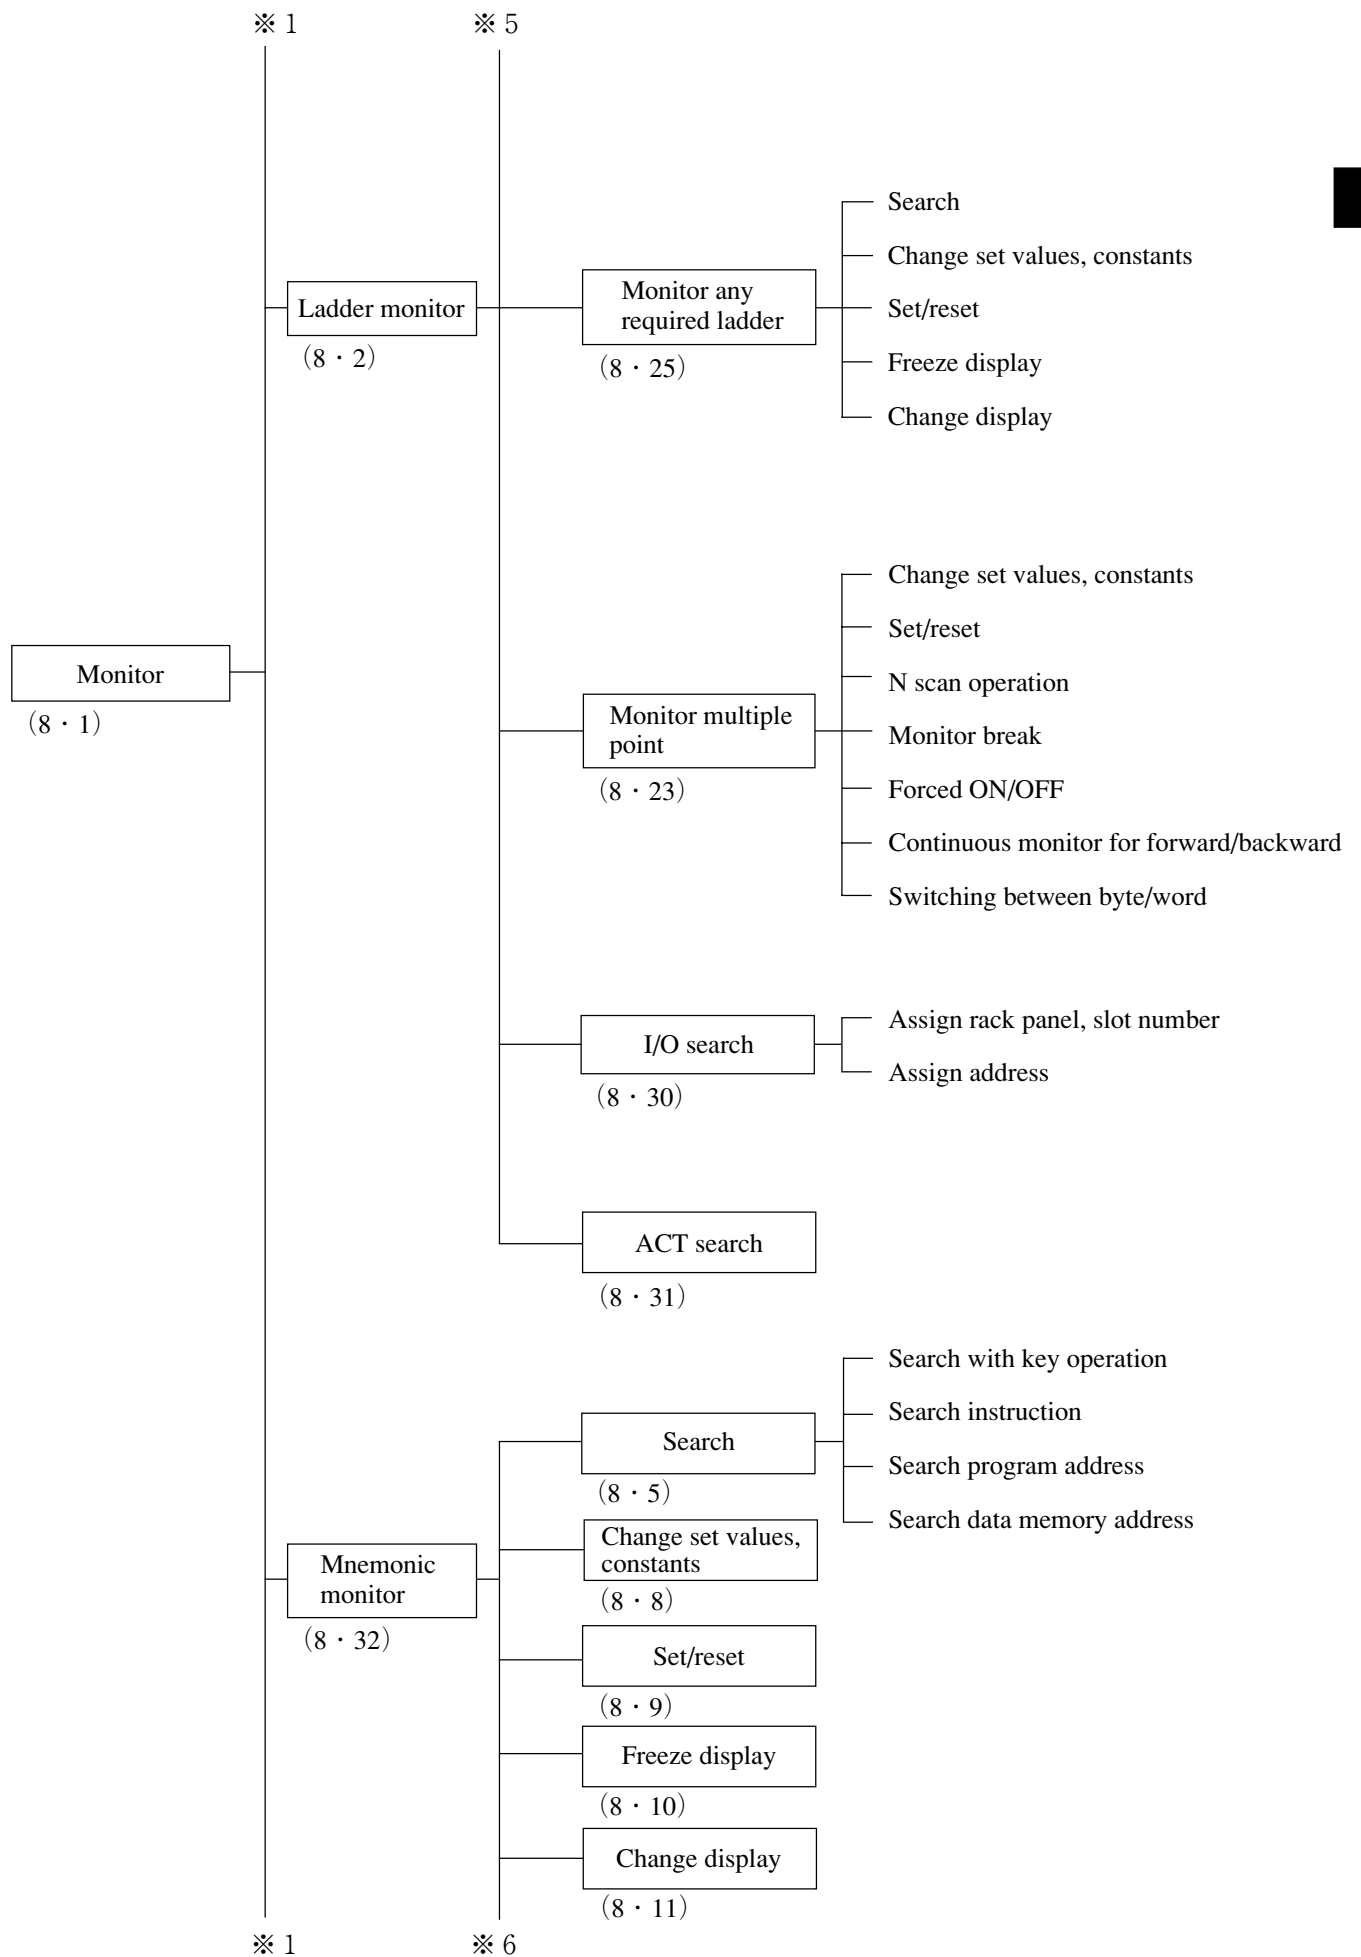 ※ 1
※ 5
Search
Change set values, constants
Ladder monitor
(8・2)
Monitor any
required ladder
(8・25)
Set/reset
Freeze display
Change display
Monitor
(8・1)
Change set values, constants
Set/reset
N scan operation
Monitor multiple
point
(8・23)
Monitor break
Forced ON/OFF
Continuous monitor for forward/backward
Switching between byte/word
I/O search
(8・30)
Assign rack panel, slot number
Assign address
ACT search
(8・31)
Search with key operation
Search instruction
Search
(8・5)
Search program address
Search data memory address
Mnemonic
monitor
(8・32)
Change set values,
constants
(8・8)
Set/reset
(8・9)
Freeze display
(8・10)
Change display
(8・11)
※ 1
※ 6